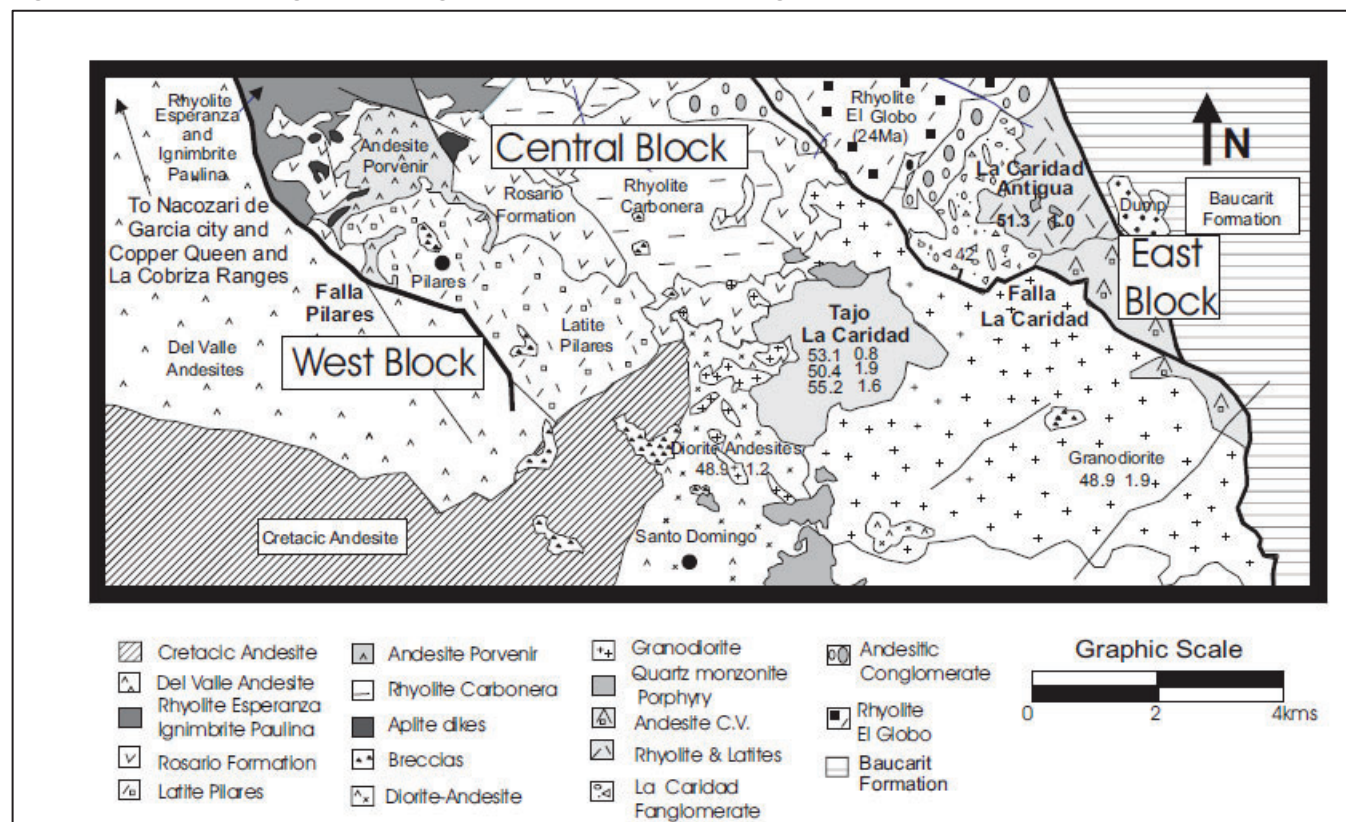 Rhyolite
Esperanza
and
Ignimbrite
Paulina
To Nacozari de
Garcia city and
Copper Queen and
La Cobriza Ranges
Andesite
Porvenir
Central Block
Rosario
Formation
Rhyolite
Carbonera
Rhyolite
El Globo
(24Ma)
La Caridad
Antigua
51.3 1.0
Dump
N
Baucarit
Formation
42
East
Block
Pilares
Falla
Pilares
West Block
Del Valle
Andesites
Latite
Pilares
Tajo
La Caridad
53.1 0.8
50.4 1.9
55.2 1.6
Falla
La Caridad
Diorite Andesites
48.9 1.2
Granodiorite
48.9 1.9
Cretacic Andesite
Santo Domingo
Cretacic Andesite
Del Valle Andesite
Rhyolite Esperanza
Ignimbrite Paulina
Rosario Formation
Latite Pilares
Andesite Porvenir
Rhyolite Carbonera
Aplite dikes
Breccias
Diorite-Andesite
Granodiorite
Quartz monzonite
Porphyry
Andesite C.V.
Rhyolite & Latites
La Caridad
Fanglomerate
Andesitic
Conglomerate
Rhyolite
El Globo
Baucarit
Formation
Graphic Scale
0 2 4kms